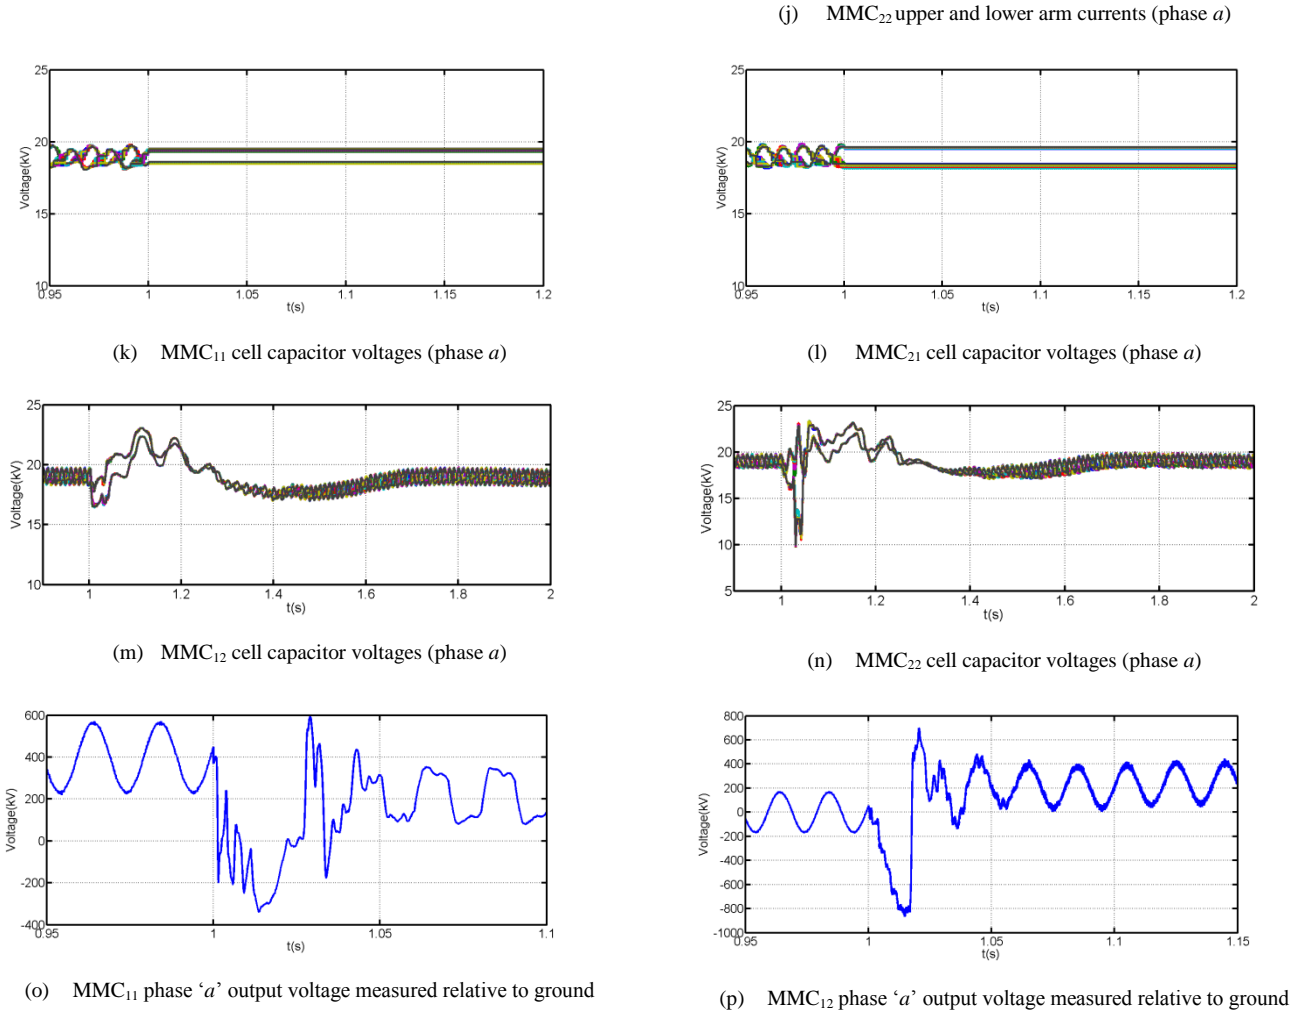 (j) MMC22 upper and lower arm currents (phase a)
25
20
15
10
Voltage(kV)
0.95 1 1.05 1.1 1.15 1.2
t(s)
(k) MMC11 cell capacitor voltages (phase a)
25
20
15
10
Voltage(kV)
0.95 1 1.05 1.1 1.15 1.2
t(s)
(l) MMC21 cell capacitor voltages (phase a)
25
20
15
10
Voltage(kV)
1 1.2 1.4 1.6 1.8 2
t(s)
(m) MMC12 cell capacitor voltages (phase a)
25
20
15
10
5
Voltage(kV)
1 1.2 1.4 1.6 1.8 2
t(s)
(n) MMC22 cell capacitor voltages (phase a)
600
400
200
0
-200
-400
Voltage(kV)
0.95 1 1.05 1.1
t(s)
(o) MMC11 phase ‘a’ output voltage measured relative to ground
800
600
400
200
0
-200
-400
-600
-800
-1000
Voltage(kV)
0.95 1 1.05 1.1 1.15
t(s)
(p) MMC12 phase ‘a’ output voltage measured relative to ground